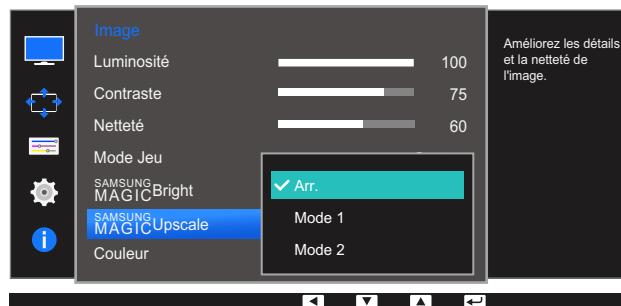 Image
Luminosité 100
Contraste 75
Netteté 60
Mode Jeu
SAMSUNG MAGIC Bright
SAMSUNG MAGIC Upscale
Couleur
Arr.
Mode 1
Mode 2
Améliorez les détails
et la netteté de
l'image.